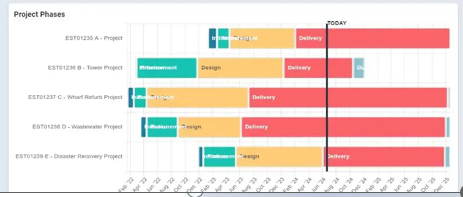 Project Phases
TODAY
EST01235 A - Project
Design
Delivery
EST01236 B - Tower Project
Design
Delivery
EST01237 C - Wharf Refurb Project
Delivery
EST01238 D - Wastewater Project
Design
Delivery
EST01239 E - Disaster Recovery Project
Design
Delivery
Feb '22 Apr '22 Jun '22 Aug '22 Oct '22 Dec '22 Feb '23 Apr '23 Jun '23 Aug '23 Oct '23 Dec '23 Feb '24 Apr '24 Jun '24 Aug '24 Oct '24 Dec '24 Feb '25 Apr '25 Jun '25 Aug '25 Oct '25 Dec '25